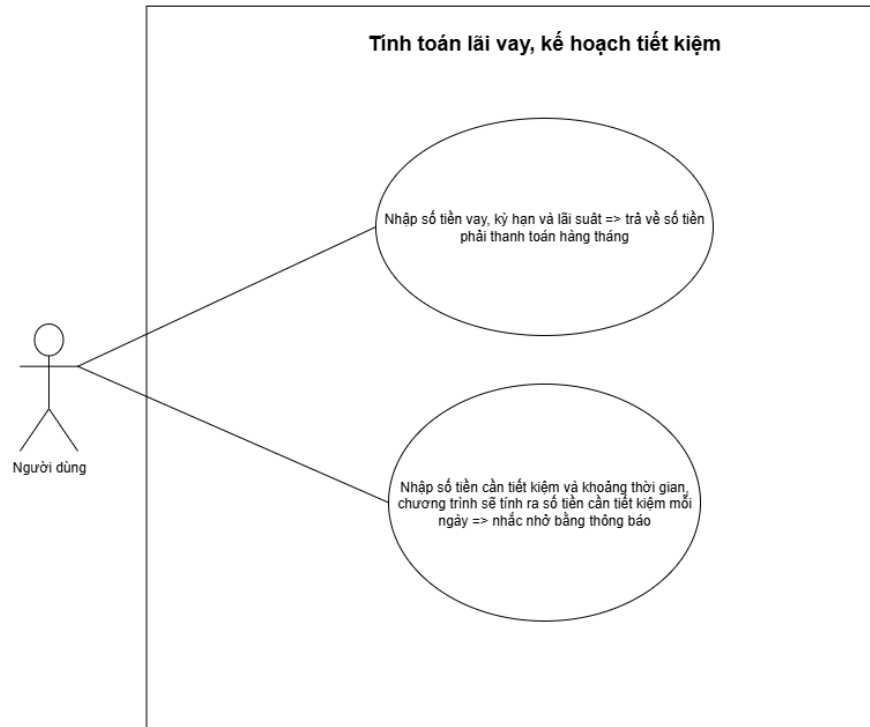 Tính toán lãi vay, kế hoạch tiết kiệm
Nhập số tiền vay, kỳ hạn và lãi suât => trả về số tiền
phải thanh toán hàng tháng
Người dùng
Nhập số tiền cần tiết kiệm và khoảng thời gian,
chương trình sẽ tính ra số tiền cần tiết kiệm mỗi
ngày => nhắc nhở bằng thông báo